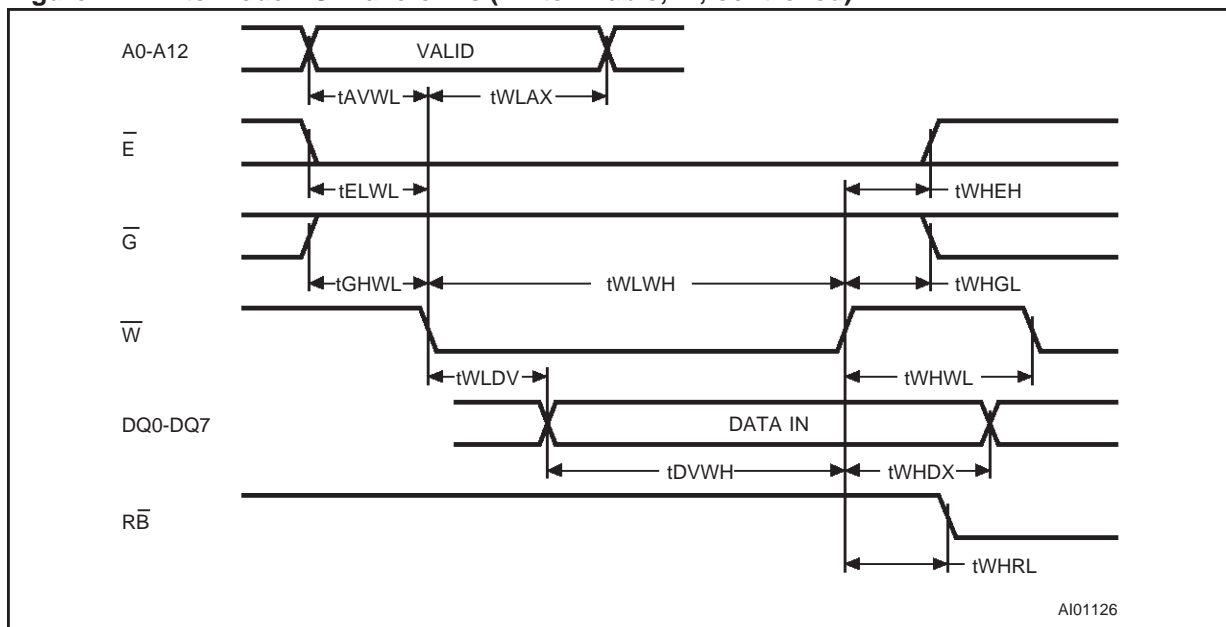 A0-A12
VALID
tAVWL
tWLAX
E̅
tELWL
tWHEH
G̅
tGHWL
tWLWH
tWHGL
W̅
tWLDV
tWHWL
DQ0-DQ7
DATA IN
tDVWH
tWHDX
RB̅
tWHRL
AI01126